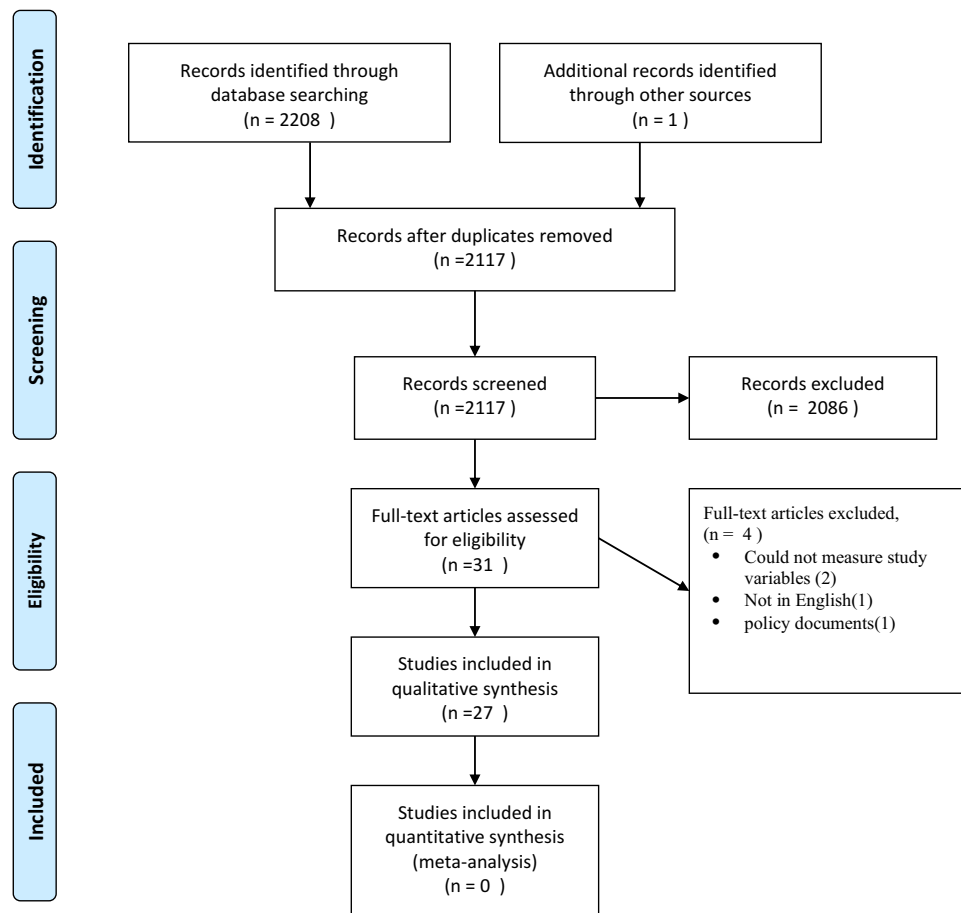 Identification
Records identified through
database searching
(n = 2208 )
Additional records identified
through other sources
(n = 1 )
Records after duplicates removed
(n =2117 )
Screening
Records screened
(n =2117 )
Records excluded
(n = 2086 )
Eligibility
Full-text articles assessed
for eligibility
(n =31 )
Full-text articles excluded,
(n = 4 )
• Could not measure study
variables (2)
• Not in English(1)
• policy documents(1)
Studies included in
qualitative synthesis
(n =27 )
Included
Studies included in
quantitative synthesis
(meta-analysis)
(n = 0 )